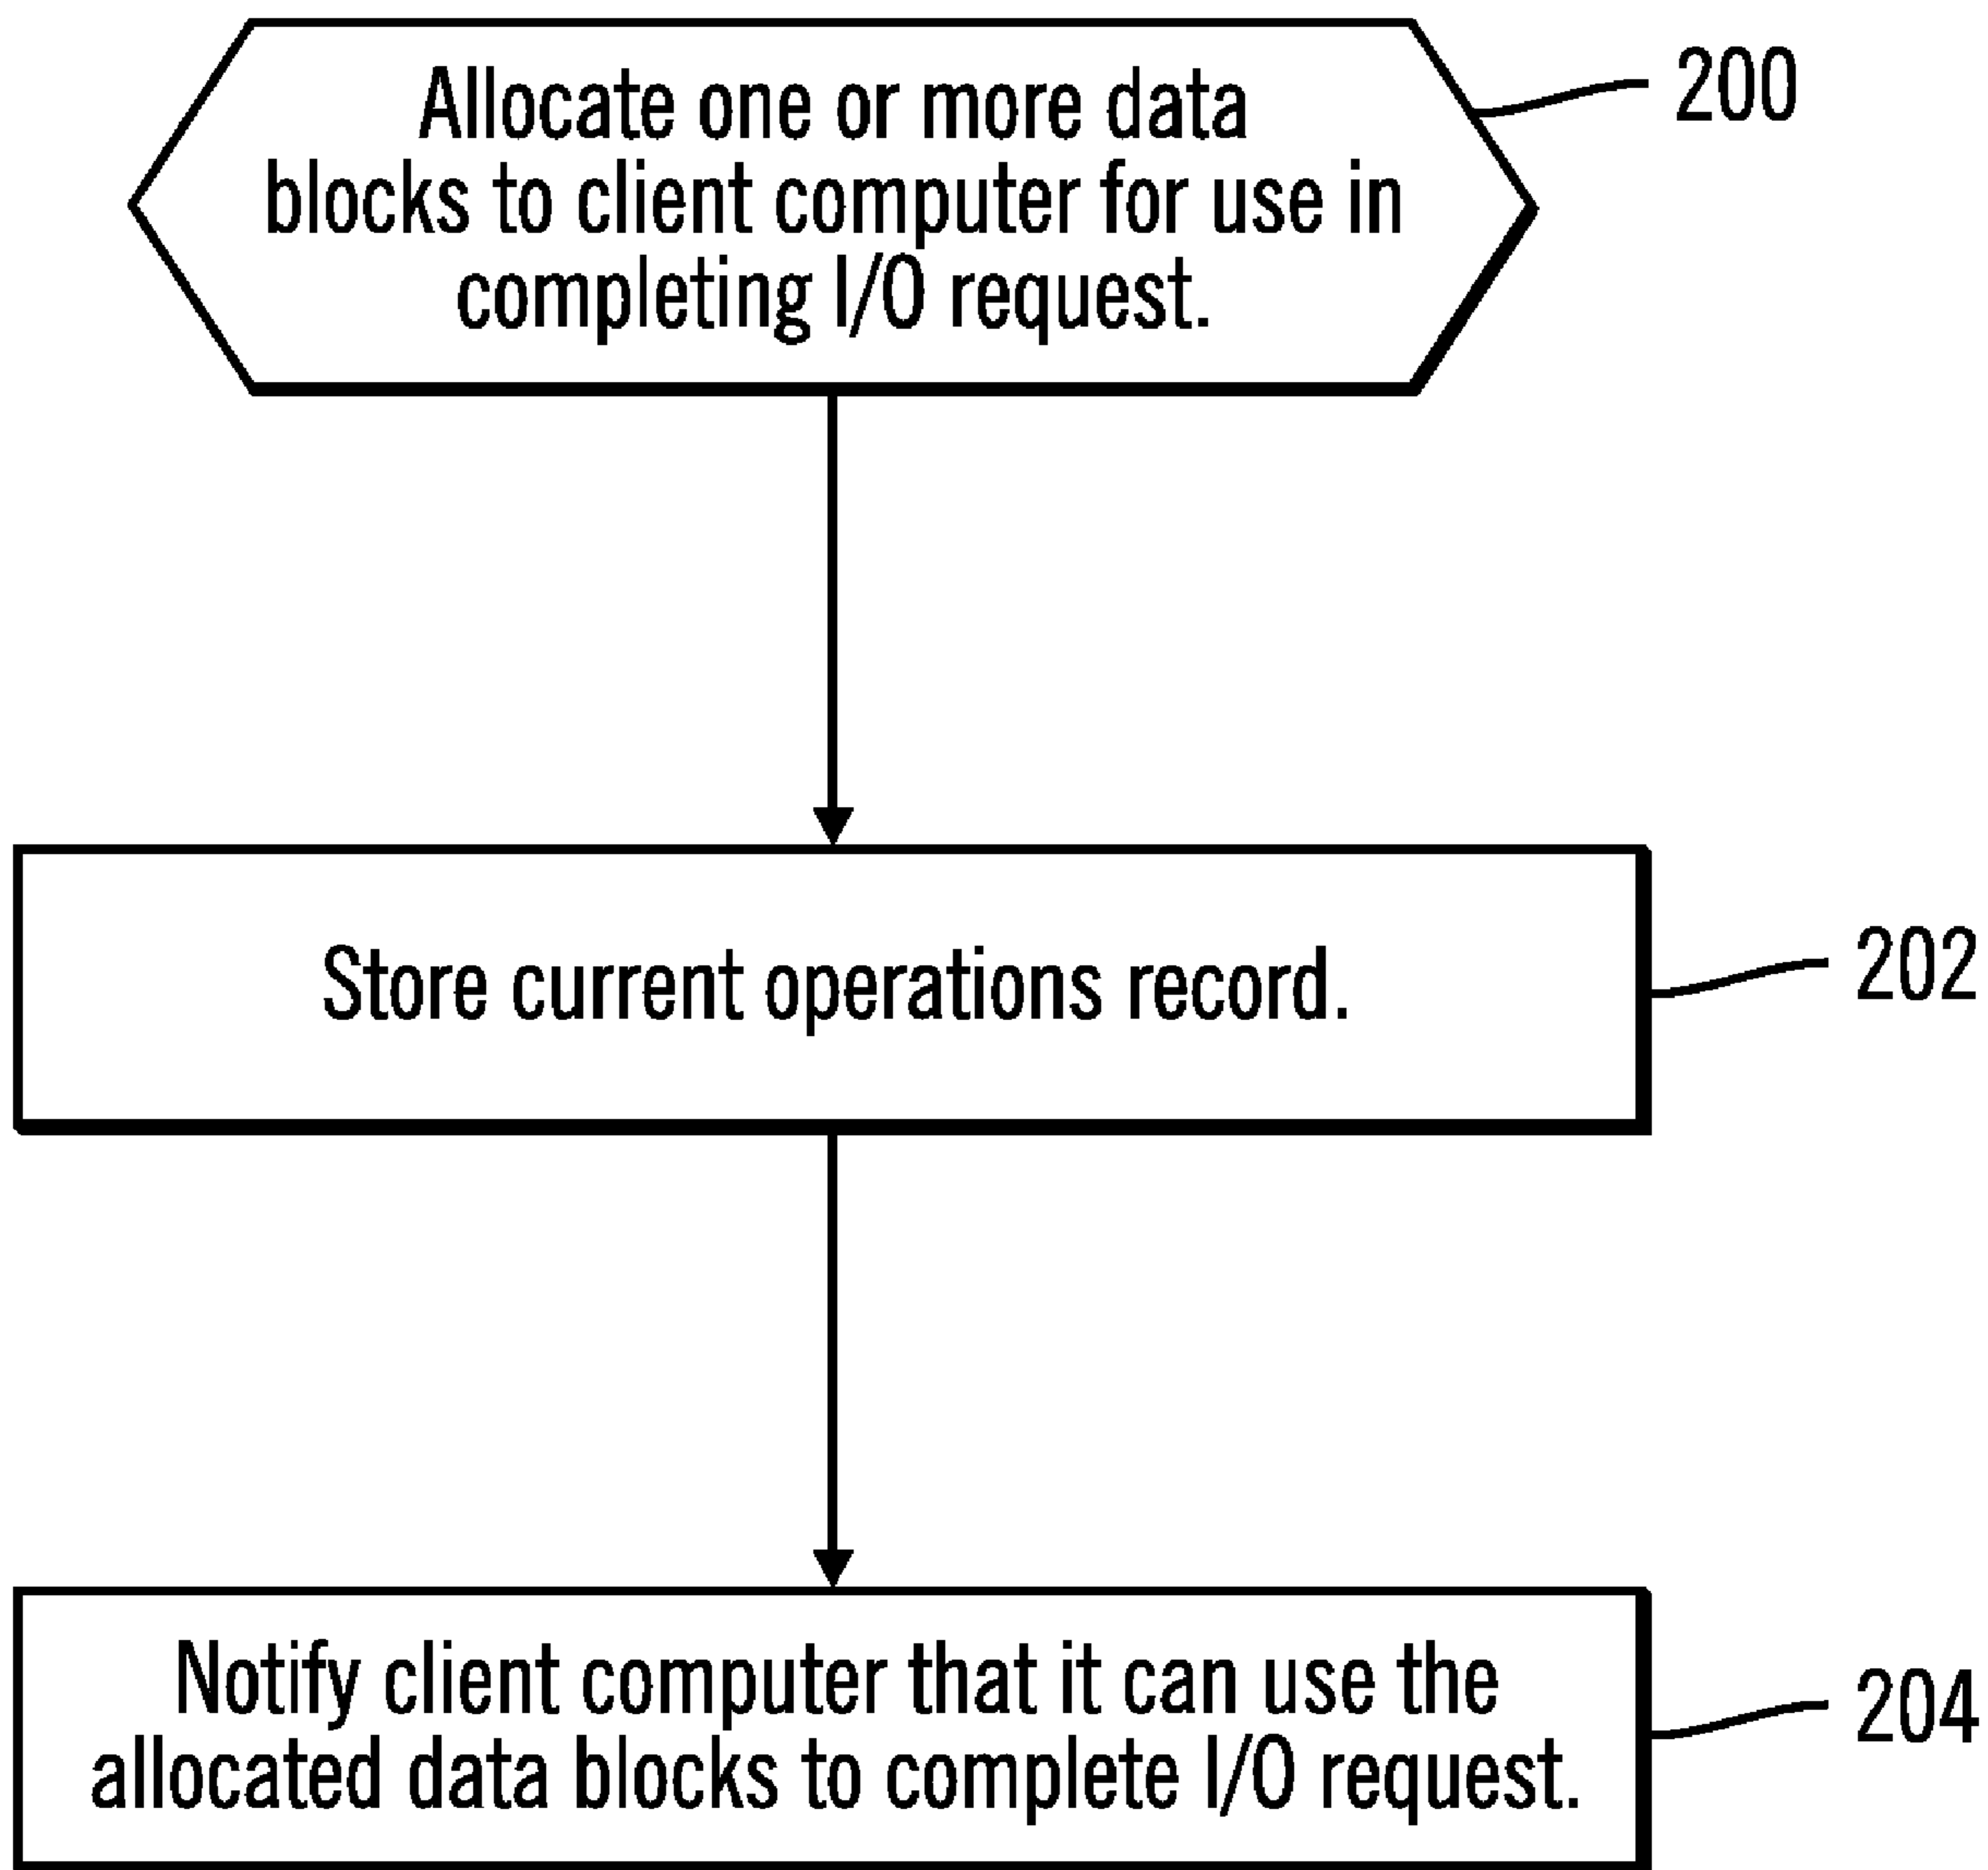 Allocate one or more data
blocks to client computer for use in
completing I/O request.
200
Store current operations record.
202
Notify client computer that it can use the
allocated data blocks to complete I/O request.
204